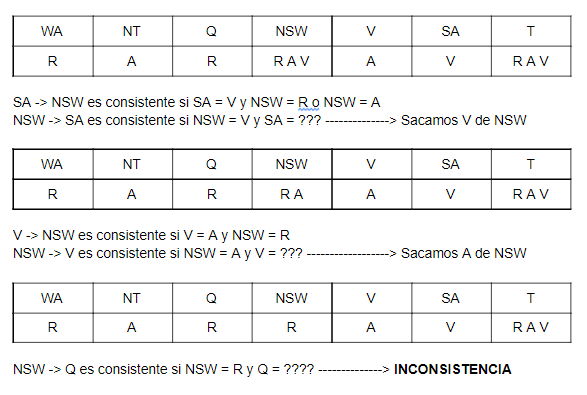 WA NT Q NSW V SA T
R A R R A V A V R A V
SA -> NSW es consistente si SA = V y NSW = R o NSW = A
NSW -> SA es consistente si NSW = V y SA = ??? --------------> Sacamos V de NSW
WA NT Q NSW V SA T
R A R R A A V R A V
V -> NSW es consistente si V = A y NSW = R
NSW -> V es consistente si NSW = A y V = ??? ------------------> Sacamos A de NSW
WA NT Q NSW V SA T
R A R R A V R A V
NSW -> Q es consistente si NSW = R y Q = ???? --------------> INCONSISTENCIA